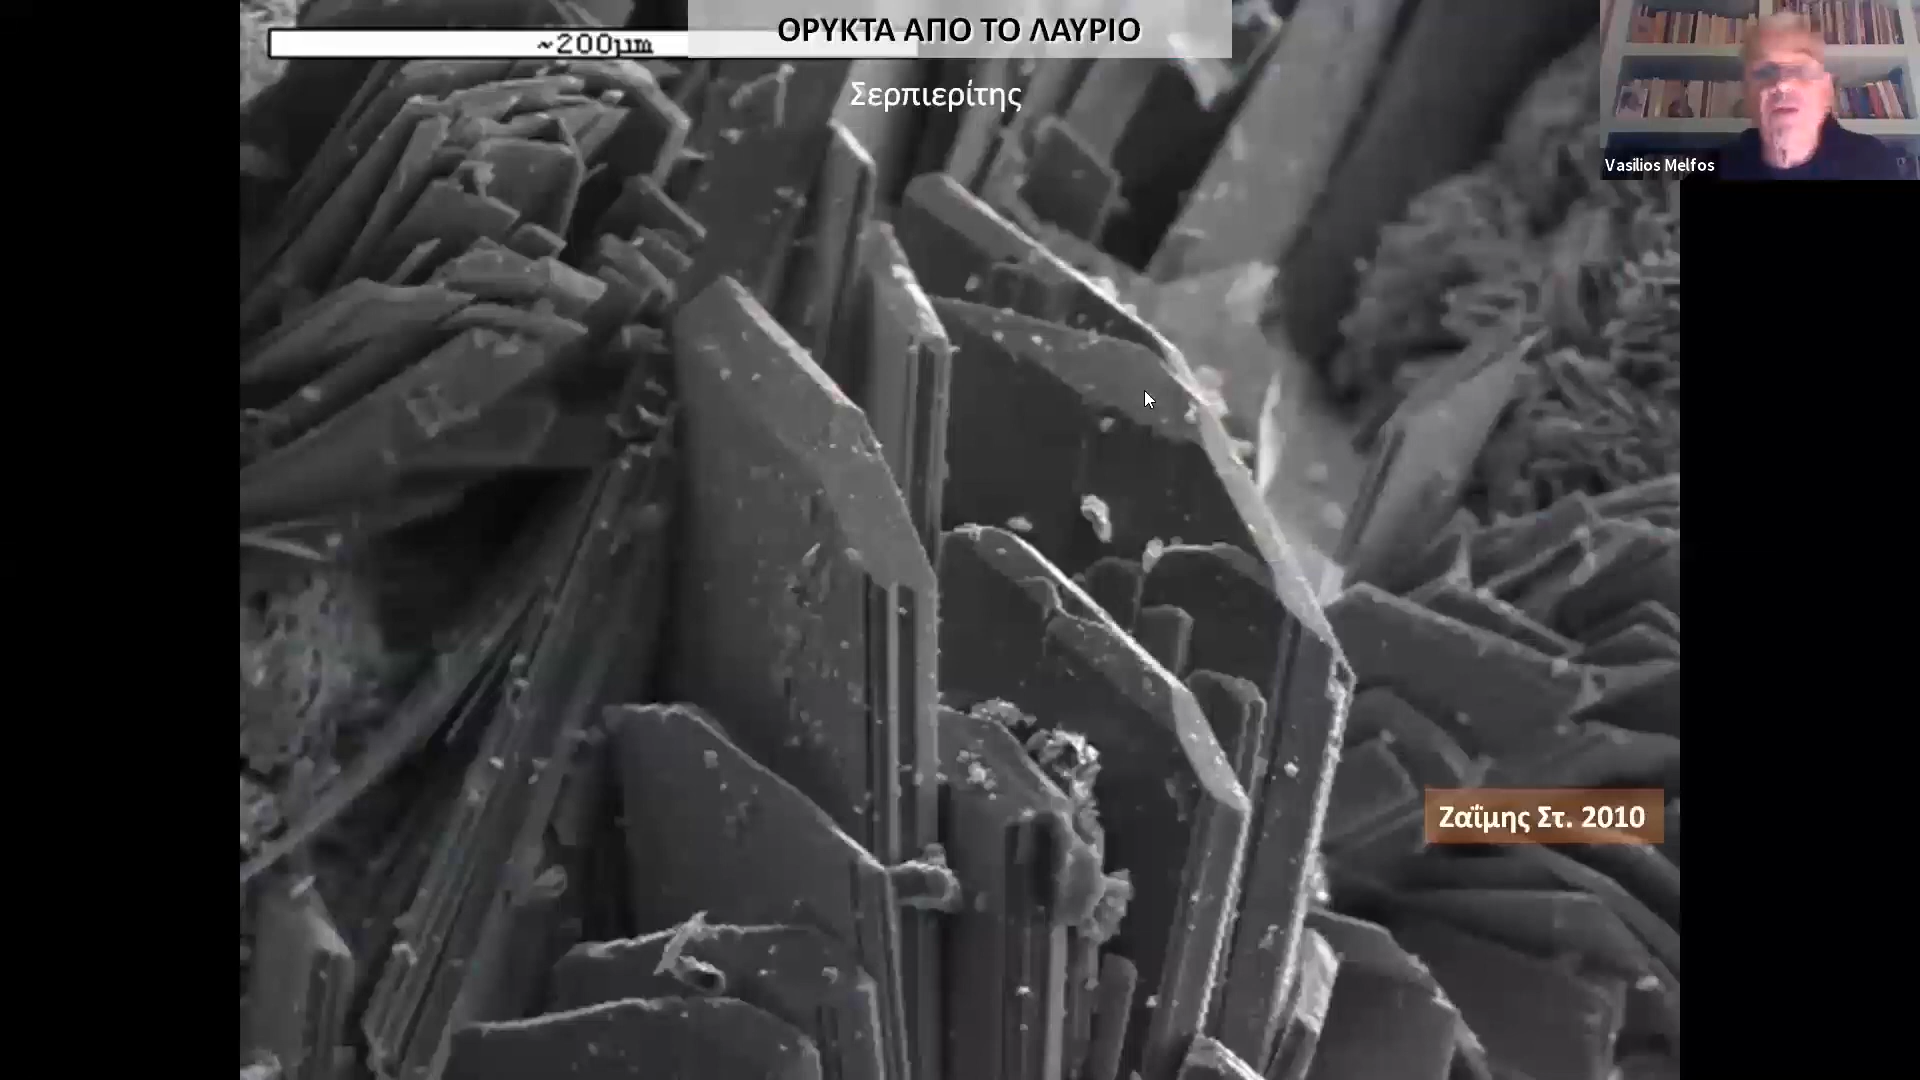 ΟΡΥΚΤΑ ΑΠΟ ΤΟ ΛΑΥΡΙΟ
~200µm
Σερπιερίτης
Vasilios Melfos
Ζαΐμης Στ. 2010